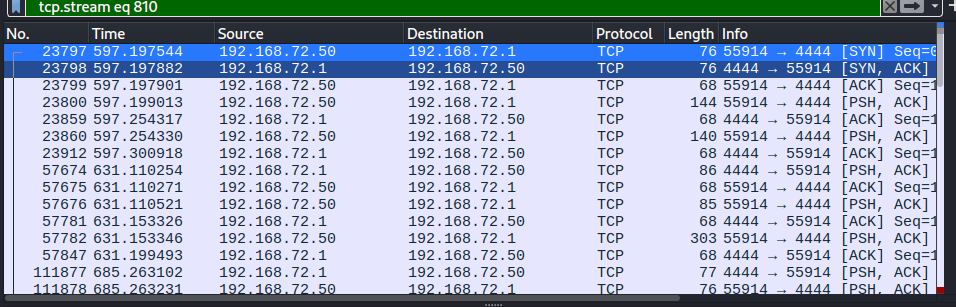 tcp.stream eq 810
No. Time Source Destination Protocol Length Info
23797 597.197544 192.168.72.50 192.168.72.1 TCP 76 55914 → 4444 [SYN] Seq=0
23798 597.197882 192.168.72.1 192.168.72.50 TCP 76 4444 → 55914 [SYN, ACK]
23799 597.197901 192.168.72.50 192.168.72.1 TCP 68 55914 → 4444 [ACK] Seq=1
23800 597.199013 192.168.72.50 192.168.72.1 TCP 144 55914 → 4444 [PSH, ACK]
23859 597.254317 192.168.72.1 192.168.72.50 TCP 68 4444 → 55914 [ACK] Seq=1
23860 597.254330 192.168.72.50 192.168.72.1 TCP 140 55914 → 4444 [PSH, ACK]
23912 597.300918 192.168.72.1 192.168.72.50 TCP 68 4444 → 55914 [ACK] Seq=1
57674 631.110254 192.168.72.1 192.168.72.50 TCP 86 4444 → 55914 [PSH, ACK]
57675 631.110271 192.168.72.50 192.168.72.1 TCP 68 55914 → 4444 [ACK] Seq=1
57676 631.110521 192.168.72.50 192.168.72.1 TCP 85 55914 → 4444 [PSH, ACK]
57781 631.153326 192.168.72.1 192.168.72.50 TCP 68 4444 → 55914 [ACK] Seq=1
57782 631.153346 192.168.72.50 192.168.72.1 TCP 303 55914 → 4444 [PSH, ACK]
57847 631.199493 192.168.72.1 192.168.72.50 TCP 68 4444 → 55914 [ACK] Seq=1
111877 685.263102 192.168.72.1 192.168.72.50 TCP 77 4444 → 55914 [PSH, ACK]
111878 685.263231 192.168.72.50 192.168.72.1 TCP 76 55914 → 4444 [PSH, ACK]